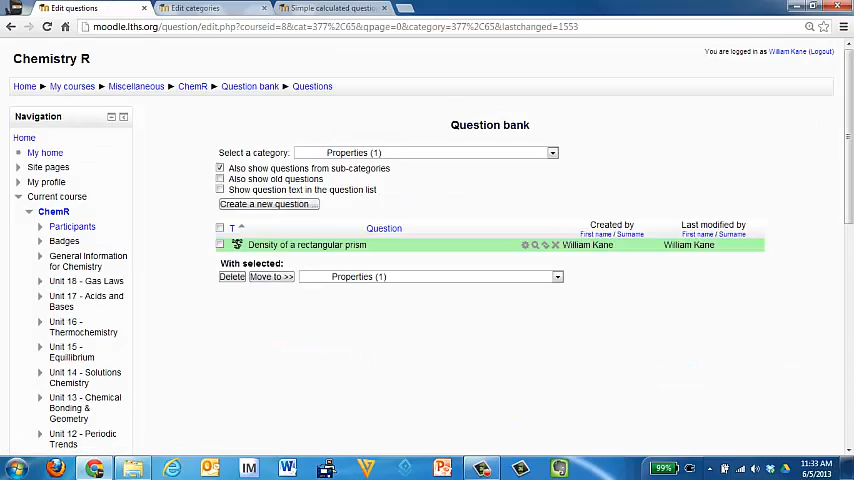 Edit questions
Edit categories
Simple calculated question
moodle.lths.org/question/edit.php?courseid=8&cat=377%2C65&qpage=0&category=377%2C65&lastchanged=1553
You are logged in as William Kane (Logout)
Chemistry R
Home ► My courses ► Miscellaneous ► ChemR ► Question bank ► Questions
Navigation
Home
My home
Site pages
My profile
Current course
ChemR
Participants
Badges
General Information
for Chemistry
Unit 18 - Gas Laws
Unit 17 - Acids and
Bases
Unit 16 -
Thermochemistry
Unit 15 -
Equilibrium
Unit 14 - Solutions
Chemistry
Unit 13 - Chemical
Bonding &
Geometry
Unit 12 - Periodic
Trends
Question bank
Select a category: Properties (1)
Also show questions from sub-categories
Also show old questions
Show question text in the question list
Create a new question ...
T Question Created by Last modified by
First name / Surname First name / Surname
Density of a rectangular prism William Kane William Kane
With selected:
Delete Move to >> Properties (1)
IM
99%
11:33 AM
6/5/2013